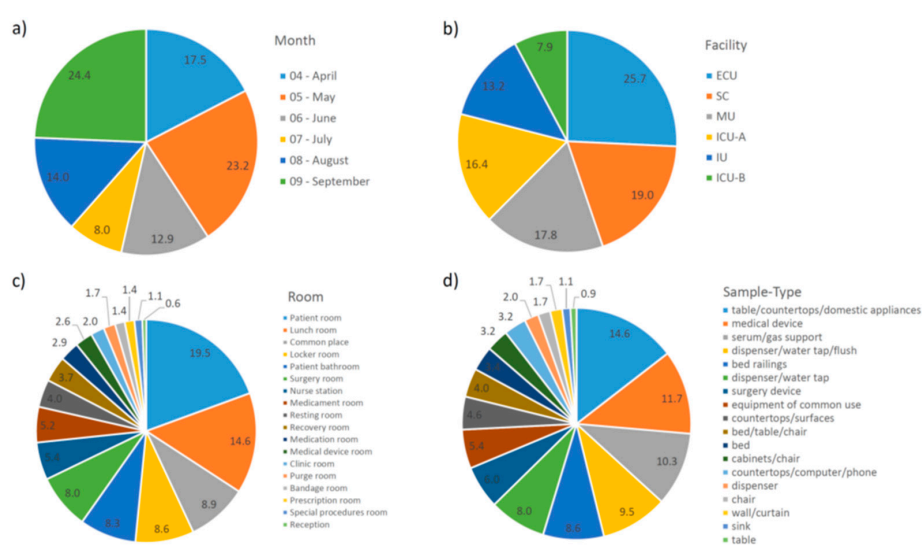 a)
Month
04 - April
05 - May
06 - June
07 - July
08 - August
09 - September
17.5
23.2
12.9
8.0
14.0
24.4
b)
Facility
ECU
SC
MU
ICU-A
IU
ICU-B
25.7
19.0
17.8
16.4
13.2
7.9
c)
Room
Patient room
Lunch room
Common place
Locker room
Patient bathroom
Surgery room
Nurse station
Medicament room
Resting room
Recovery room
Medication room
Medical device room
Clinic room
Purge room
Bandage room
Prescription room
Special procedures room
Reception
19.5
14.6
8.9
8.6
8.3
8.0
5.2
4.0
3.7
2.9
2.6
2.0
1.7
1.4
1.4
1.1
0.6
d)
Sample-Type
table/countertops/domestic appliances
medical device
serum/gas support
dispenser/water tap/flush
bed railings
dispenser/water tap
surgery device
equipment of common use
countertops/surfaces
bed/table/chair
bed
cabinets/chair
countertops/computer/phone
dispenser
chair
wall/curtain
sink
table
14.6
11.7
10.3
9.5
8.6
8.0
5.4
4.6
4.0
3.2
3.2
2.0
1.7
1.7
1.1
0.9